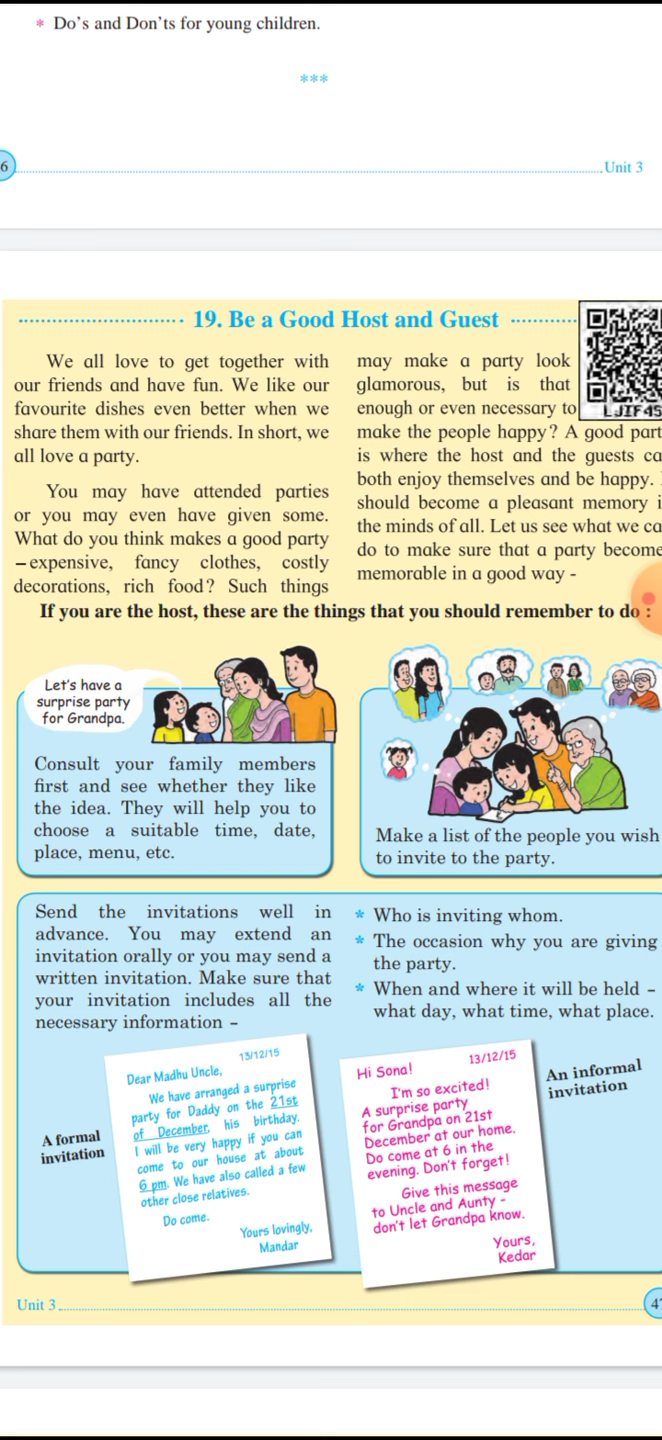 * Do's and Don'ts for young children.
***
6
Unit 3
19. Be a Good Host and Guest
LJIF45
We all love to get together with
our friends and have fun. We like our
favourite dishes even better when we
share them with our friends. In short, we
all love a party.
You may have attended parties
or you may even have given some.
What do you think makes a good party
– expensive, fancy clothes, costly
decorations, rich food? Such things
may make a party look
glamorous, but is that
enough or even necessary to
make the people happy? A good part
is where the host and the guests ca
both enjoy themselves and be happy.
should become a pleasant memory i
the minds of all. Let us see what we ca
do to make sure that a party become
memorable in a good way -
If you are the host, these are the things that you should remember to do :
Let's have a
surprise party
for Grandpa.
Consult your family members
first and see whether they like
the idea. They will help you to
choose a suitable time, date,
place, menu, etc.
Make a list of the people you wish
to invite to the party.
Send the invitations well in
advance. You may extend an
invitation orally or you may send a
written invitation. Make sure that
your invitation includes all the
necessary information –
* Who is inviting whom.
* The occasion why you are giving
the party.
* When and where it will be held –
what day, what time, what place.
A formal
invitation
13/12/15
Dear Madhu Uncle,
We have arranged a surprise
party for Daddy on the 21st
of December, his birthday.
I will be very happy if you can
come to our house at about
6 pm. We have also called a few
other close relatives.
Do come.
Yours lovingly,
Mandar
13/12/15
Hi Sona!
I'm so excited!
A surprise party
for Grandpa on 21st
December at our home.
Do come at 6 in the
evening. Don't forget!
Give this message
to Uncle and Aunty -
don't let Grandpa know.
Yours,
Kedar
An informal
invitation
Unit 3
4